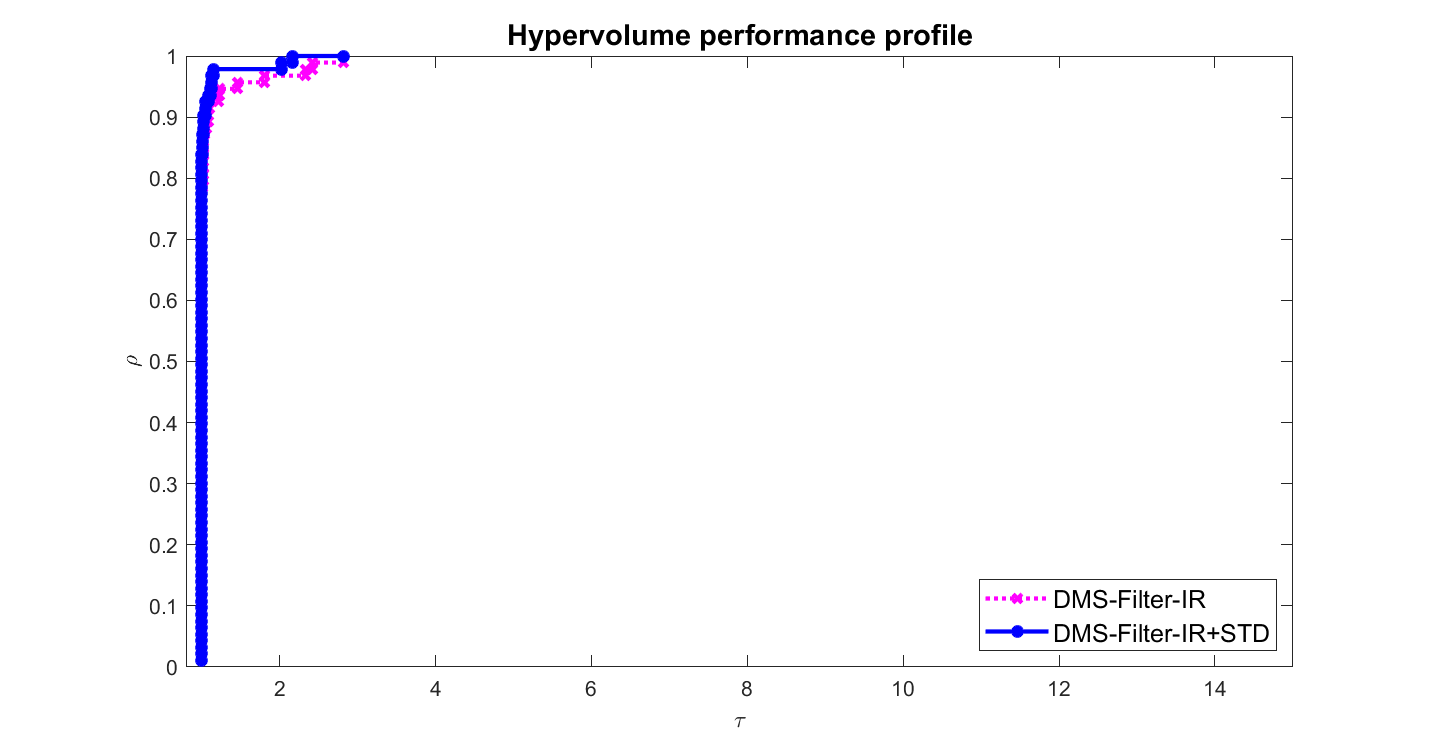 Hypervolume performance profile
1
0.9
0.8
0.7
0.6
0.5
0.4
0.3
0.2
0.1
0
ρ
2 4 6 8 10 12 14
τ
DMS-Filter-IR
DMS-Filter-IR+STD